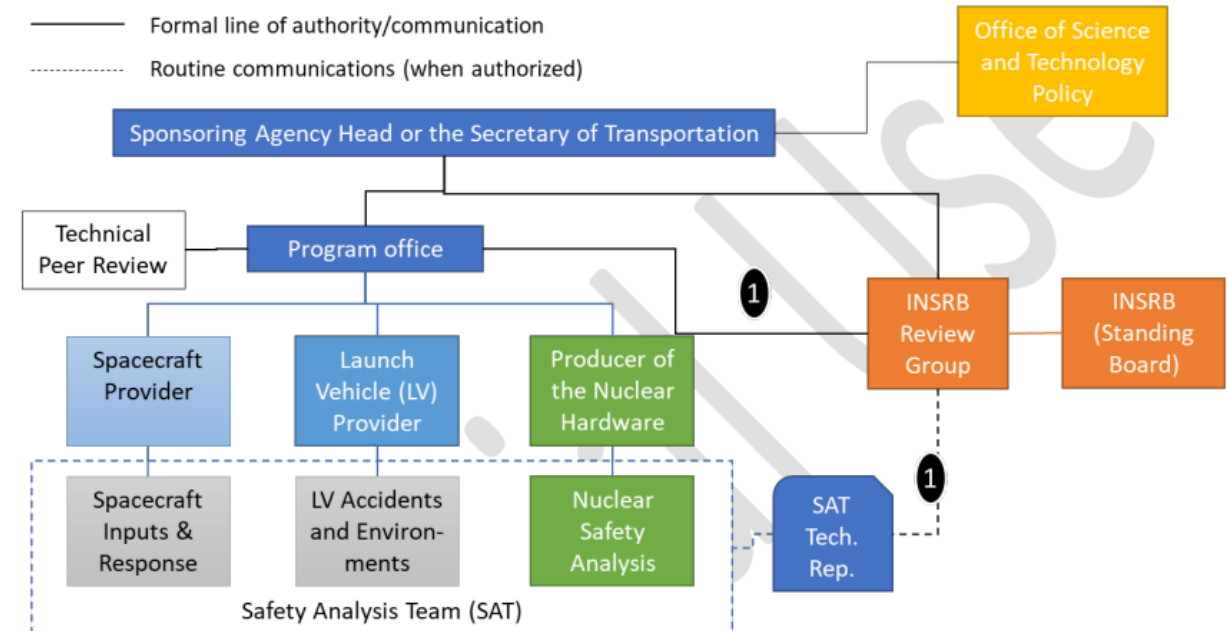 Formal line of authority/communication
Routine communications (when authorized)
Office of Science
and Technology
Policy
Sponsoring Agency Head or the Secretary of Transportation
Technical
Peer Review
Program office
1
INSRB
Review
Group
INSRB
(Standing
Board)
Spacecraft
Provider
Launch
Vehicle (LV)
Provider
Producer of
the Nuclear
Hardware
1
Spacecraft
Inputs &
Response
LV Accidents
and Environ-
ments
Nuclear
Safety
Analysis
SAT
Tech.
Rep.
Safety Analysis Team (SAT)